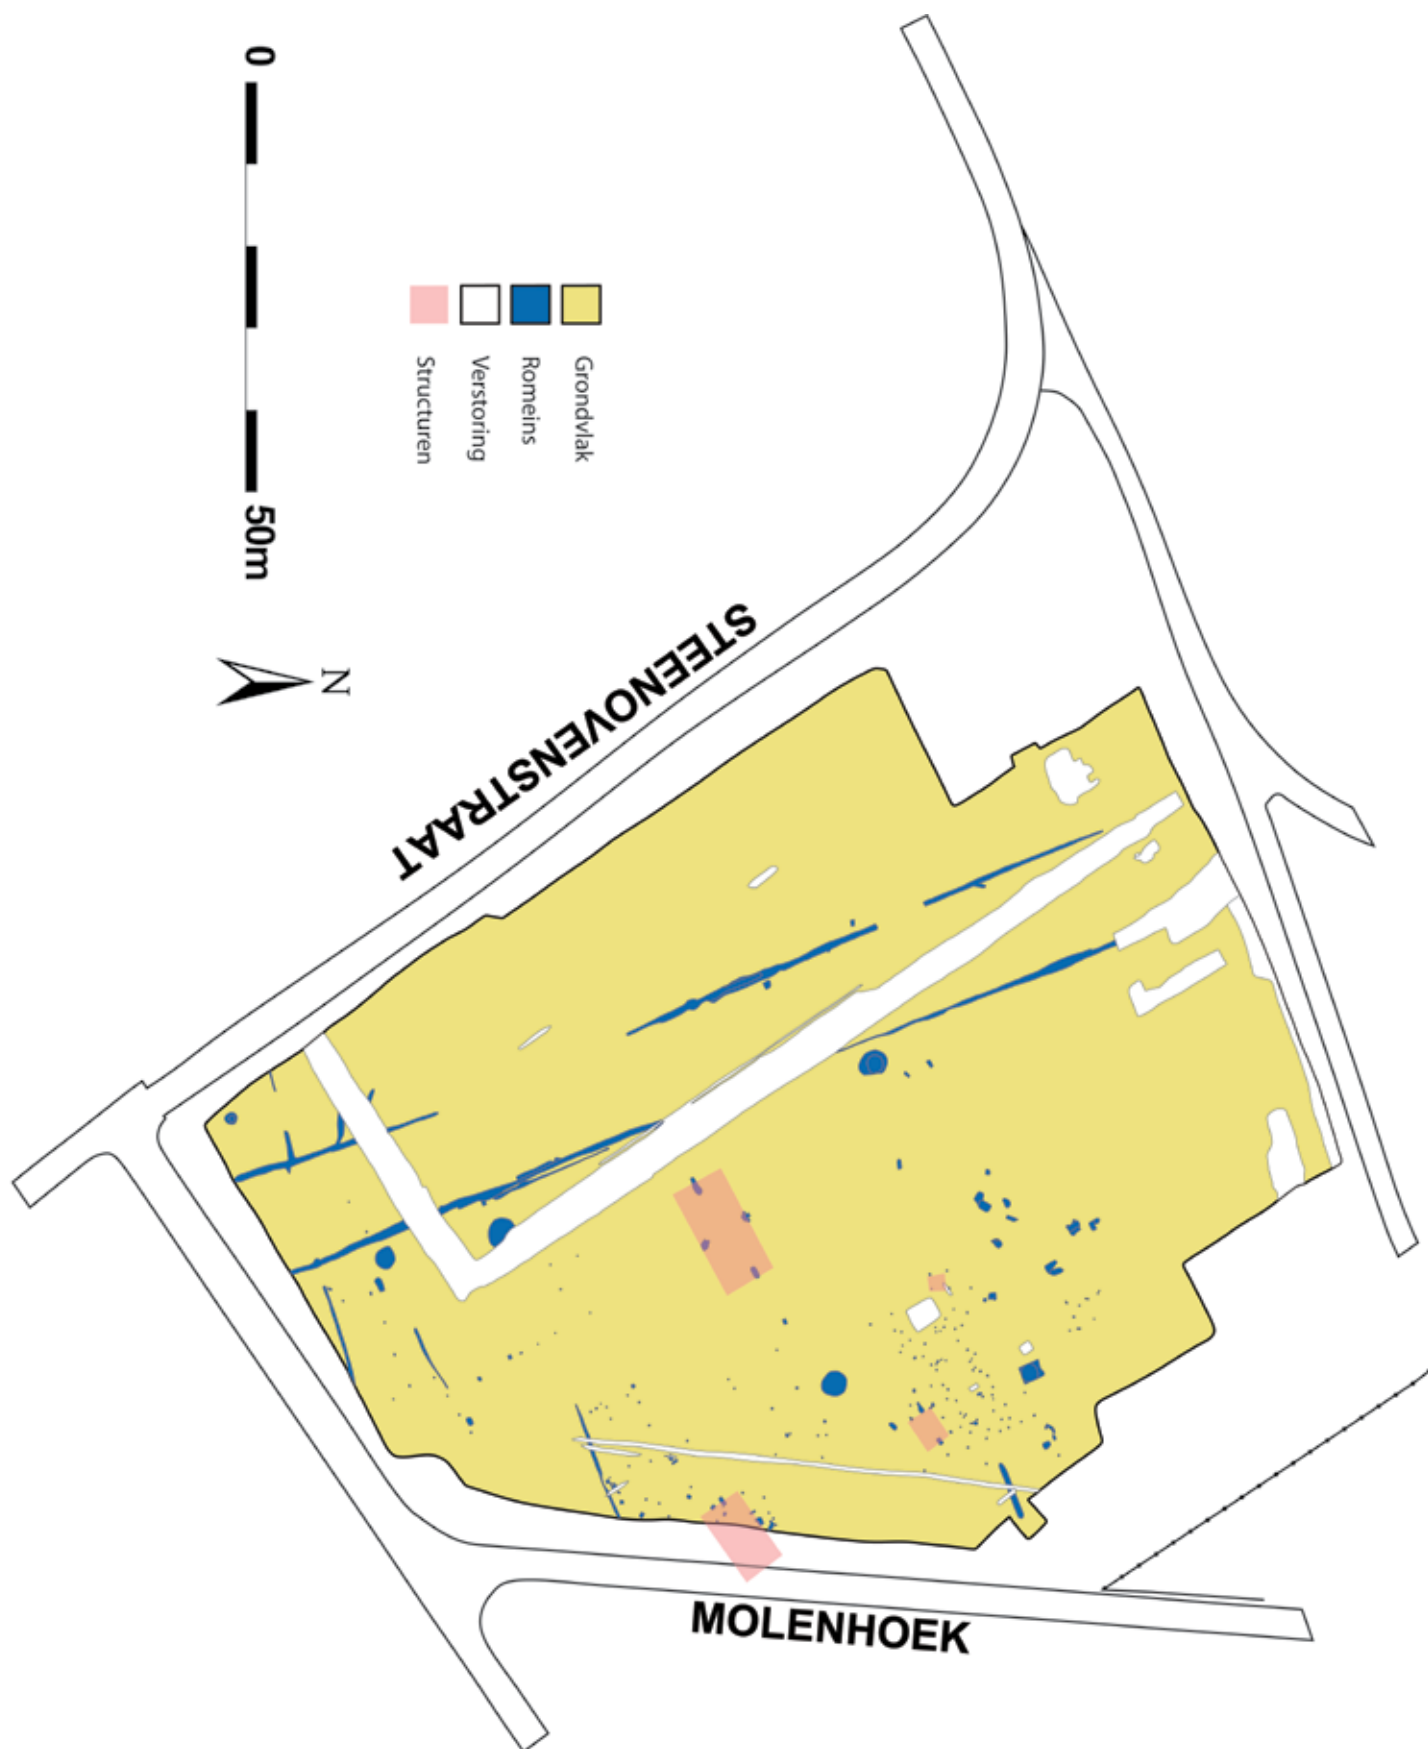 0
50m
Grondvlak
Romeins
Verstoring
Structuren
N
STEENOVENSTRAAT
MOLENHOEK